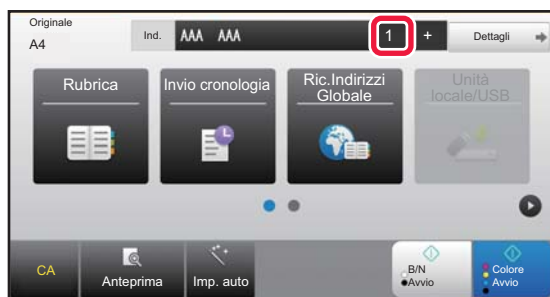 Originale
A4
Ind. AAA AAA 1 + Dettagli
Rubrica
Invio cronologia
Ric.Indirizzi
Globale
Unità
locale/USB
CA
Anteprima
Imp. auto
B/N
Avvio
Colore
Avvio